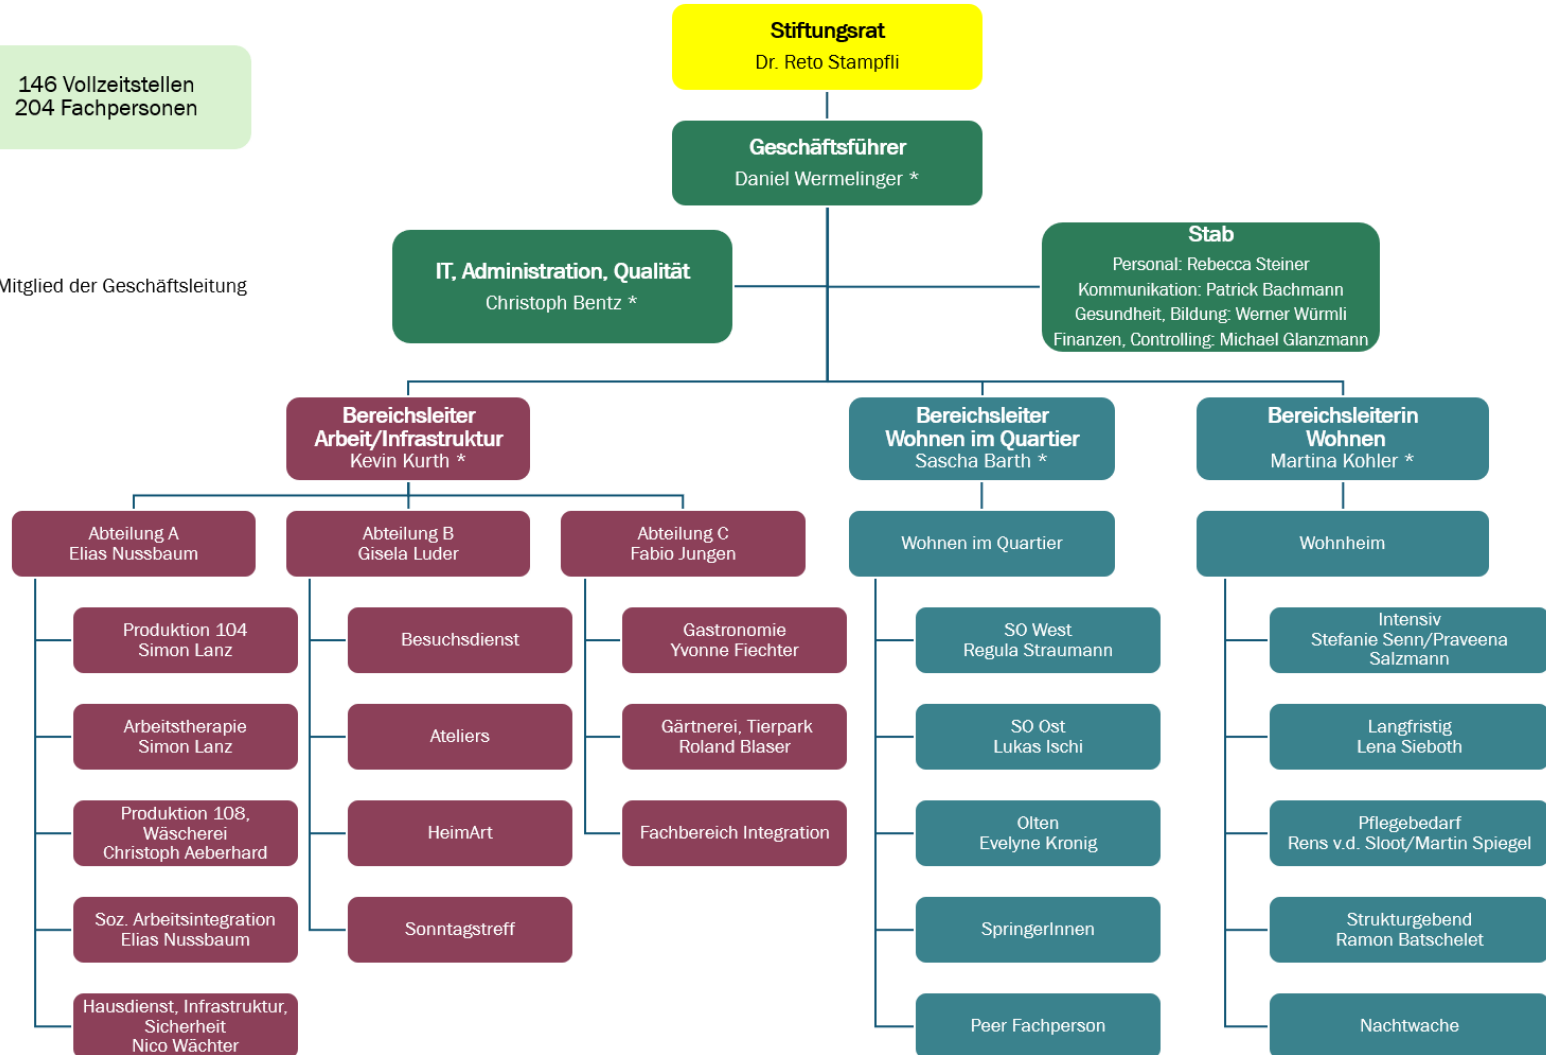 Stiftungsrat
Dr. Reto Stampfli
146 Vollzeitstellen
204 Fachpersonen
Geschäftsführer
Daniel Wermelinger *
IT, Administration, Qualität
Christoph Bentz *
Stab
Personal: Rebecca Steiner
Kommunikation: Patrick Bachmann
Gesundheit, Bildung: Werner Würmli
Finanzen, Controlling: Michael Glanzmann
Mitglied der Geschäftsleitung
Bereichsleiter
Arbeit/Infrastruktur
Kevin Kurth *
Bereichsleiter
Wohnen im Quartier
Sascha Barth *
Bereichsleiterin
Wohnen
Martina Kohler *
Abteilung A
Elias Nussbaum
Abteilung B
Gisela Luder
Abteilung C
Fabio Jungen
Wohnen im Quartier
Wohnheim
Produktion 104
Simon Lanz
Besuchsdienst
Gastronomie
Yvonne Fiechter
SO West
Regula Straumann
Intensiv
Stefanie Senn/Praveena
Salzmann
Arbeitstherapie
Simon Lanz
Ateliers
Gärtnerei, Tierpark
Roland Blaser
SO Ost
Lukas Ischi
Langfristig
Lena Sieboth
Produktion 108,
Wäscherei
Christoph Aeberhard
HeimArt
Fachbereich Integration
Olten
Evelyne Kronig
Pflegebedarf
Rens v.d. Sloot/Martin Spiegel
Soz. Arbeitsintegration
Elias Nussbaum
Sonntagstreff
SpringerInnen
Strukturgebend
Ramon Batschelet
Hausdienst, Infrastruktur,
Sicherheit
Nico Wächter
Peer Fachperson
Nachtwache